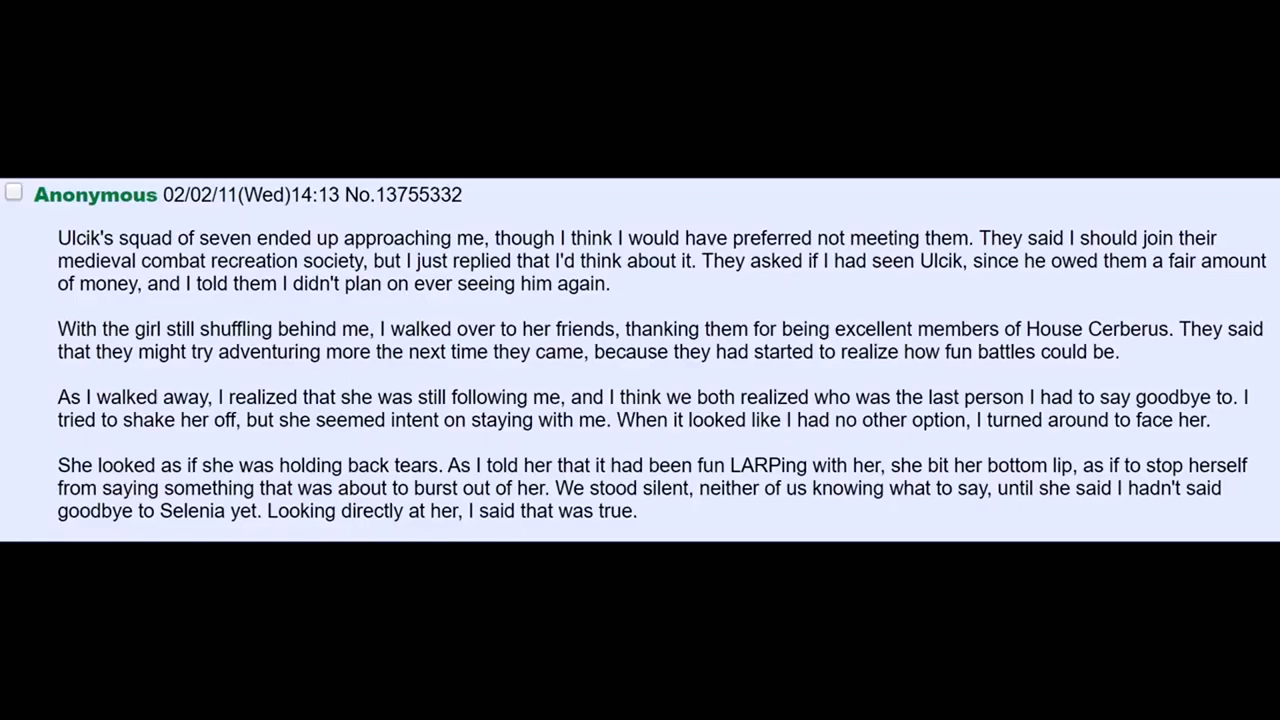 Anonymous 02/02/11(Wed)14:13 No.13755332
Ulcik's squad of seven ended up approaching me, though I think I would have preferred not meeting them. They said I should join their
medieval combat recreation society, but I just replied that I'd think about it. They asked if I had seen Ulcik, since he owed them a fair amount
of money, and I told them I didn't plan on ever seeing him again.
With the girl still shuffling behind me, I walked over to her friends, thanking them for being excellent members of House Cerberus. They said
that they might try adventuring more the next time they came, because they had started to realize how fun battles could be.
As I walked away, I realized that she was still following me, and I think we both realized who was the last person I had to say goodbye to. I
tried to shake her off, but she seemed intent on staying with me. When it looked like I had no other option, I turned around to face her.
She looked as if she was holding back tears. As I told her that it had been fun LARPing with her, she bit her bottom lip, as if to stop herself
from saying something that was about to burst out of her. We stood silent, neither of us knowing what to say, until she said I hadn't said
goodbye to Selenia yet. Looking directly at her, I said that was true.